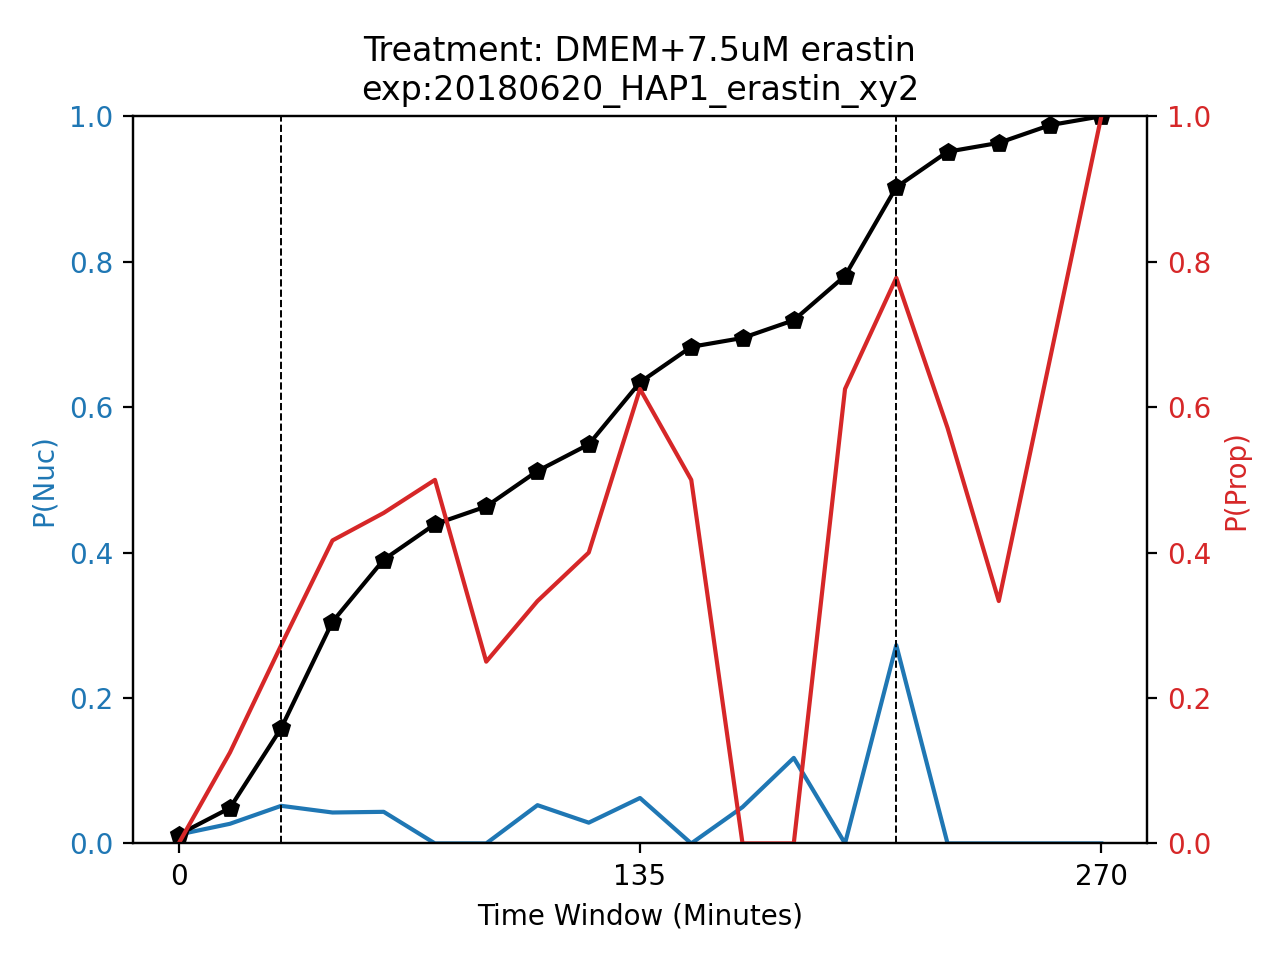 Treatment: DMEM+7.5uM erastin
exp:20180620_HAP1_erastin_xy2
1.0
0.8
0.6
0.4
0.2
0.0
P(Nuc)
1.0
0.8
0.6
0.4
0.2
0.0
P(Prop)
0 135 270
Time Window (Minutes)